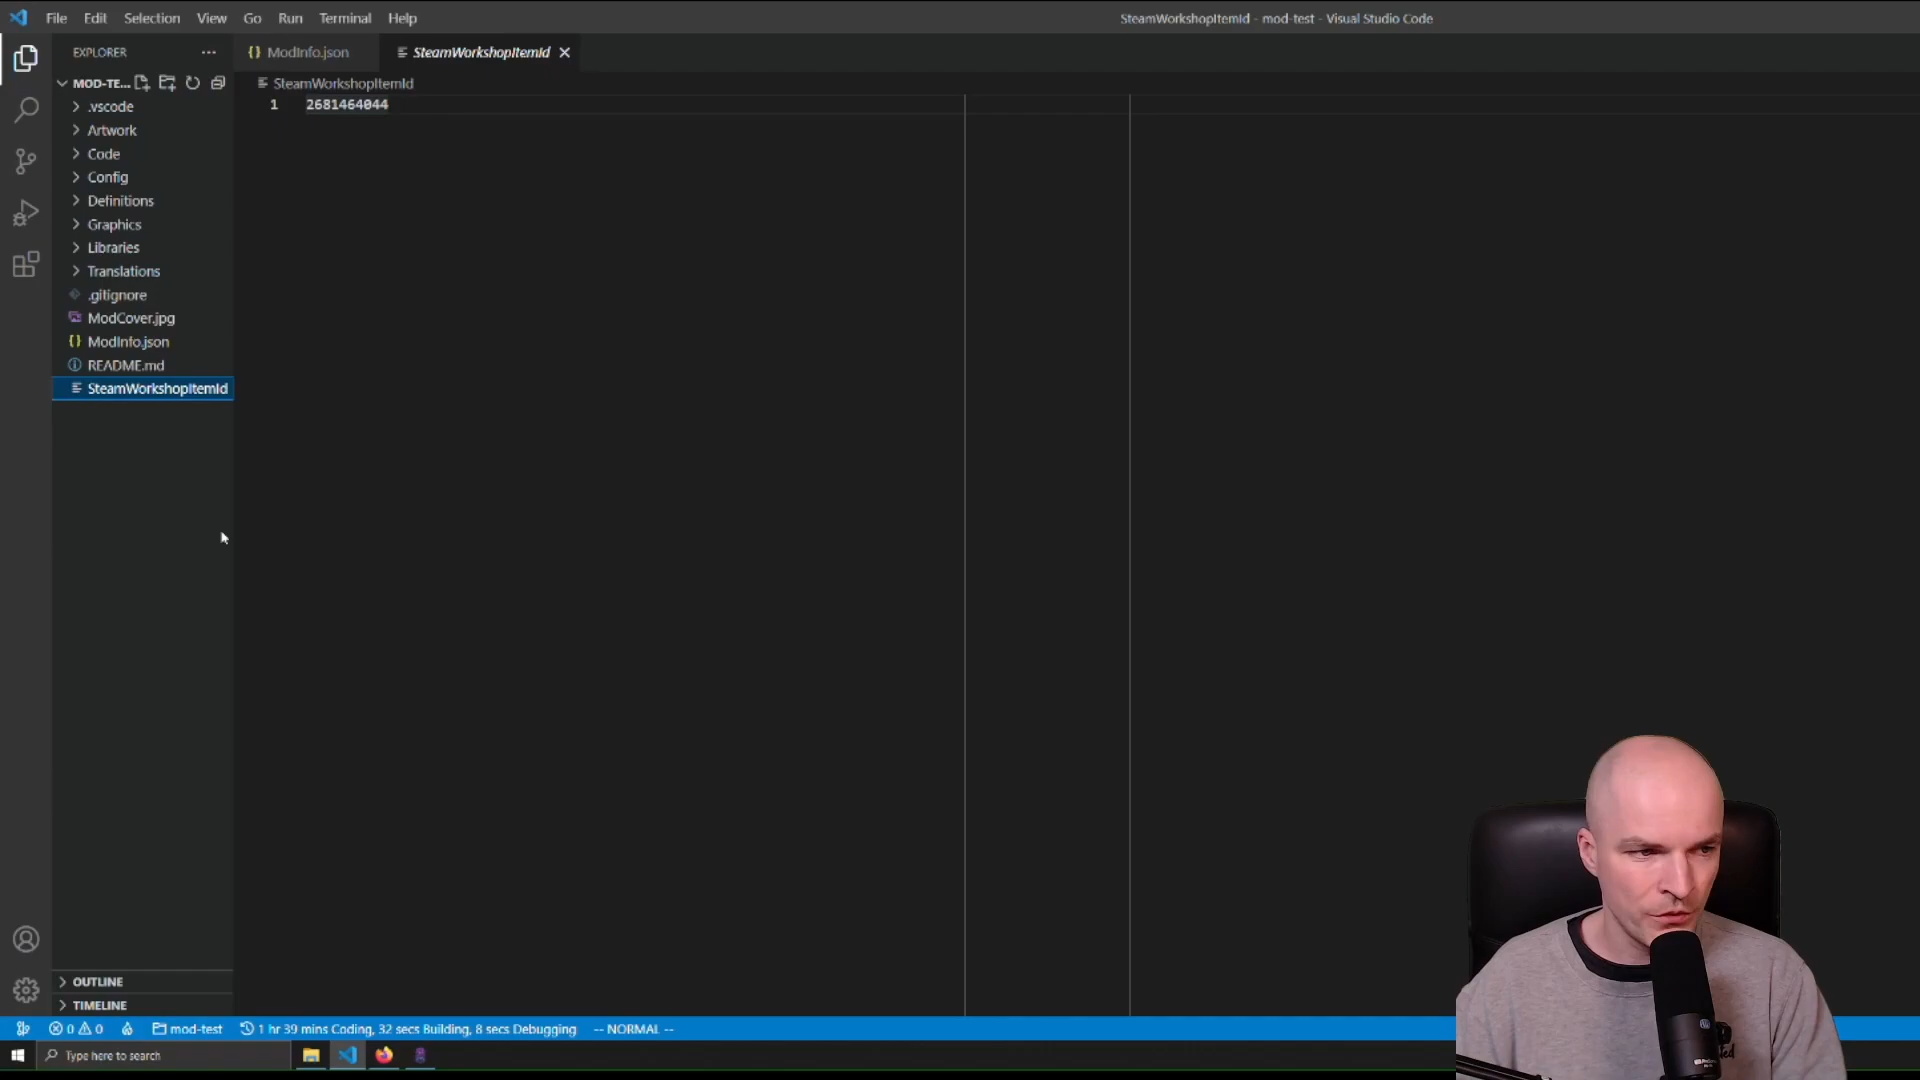 File Edit Selection View Go Run Terminal Help
SteamWorkshopItemId - mod-test - Visual Studio Code
EXPLORER
ModInfo.json
SteamWorkshopItemId
MOD-TE...
SteamWorkshopItemId
1 2681464044
.vscode
Artwork
Code
Config
Definitions
Graphics
Libraries
Translations
.gitignore
ModCover.jpg
ModInfo.json
README.md
SteamWorkshopItemId
OUTLINE
TIMELINE
0 0 mod-test 1 hr 39 mins Coding, 32 secs Building, 8 secs Debugging -- NORMAL --
Type here to search